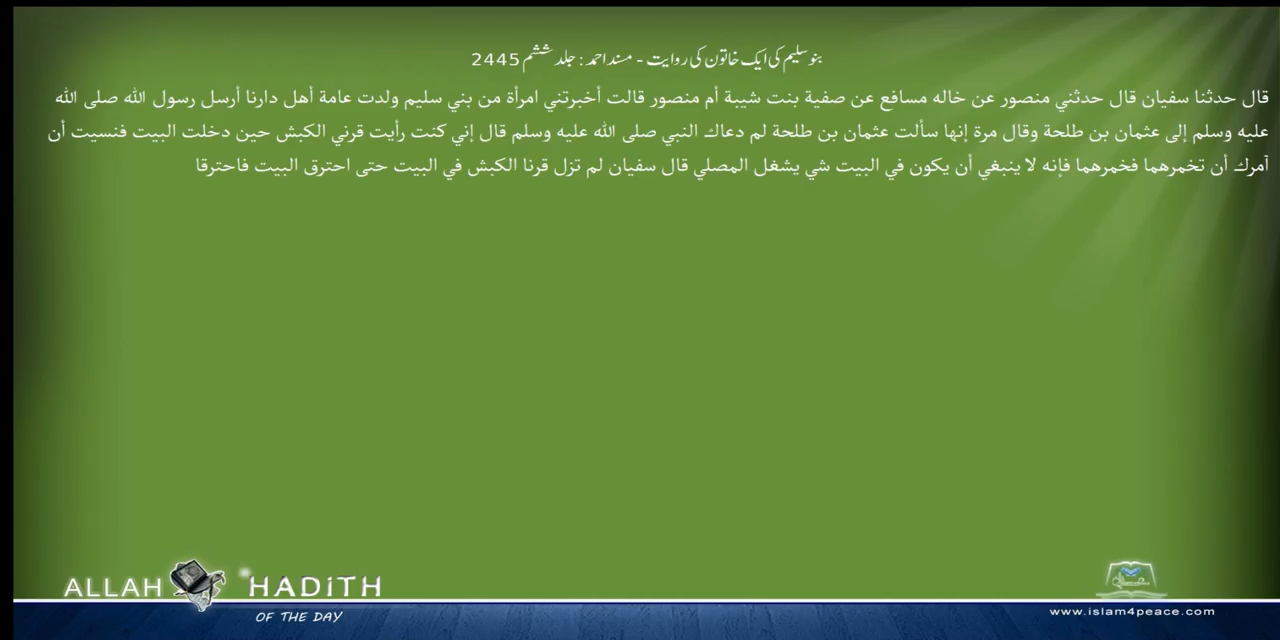 بنو سلیم کی ایک خاتون کی روایت - مسند احمد : جلد ششم 2445
قال حدثنا سفيان قال حدثني منصور عن خاله مسافع عن صفية بنت شيبة أم منصور قالت أخبرتني امرأة من بني سليم ولدت عامة أهل دارنا أرسل رسول الله صلى الله
عليه وسلم إلى عثمان بن طلحة وقال مرة إنها سألت عثمان بن طلحة لم دعاك النبي صلى الله عليه وسلم قال إني كنت رأيت قرني الكبش حين دخلت البيت فنسيت أن
آمرك أن تخمرهما فخمرهما فإنه لا ينبغي أن يكون في البيت شي يشغل المصلي قال سفيان لم تزل قرنا الكبش في البيت حتى احترق البيت فاحترقا
ALLAH HADITH
OF THE DAY
www.islam4peace.com